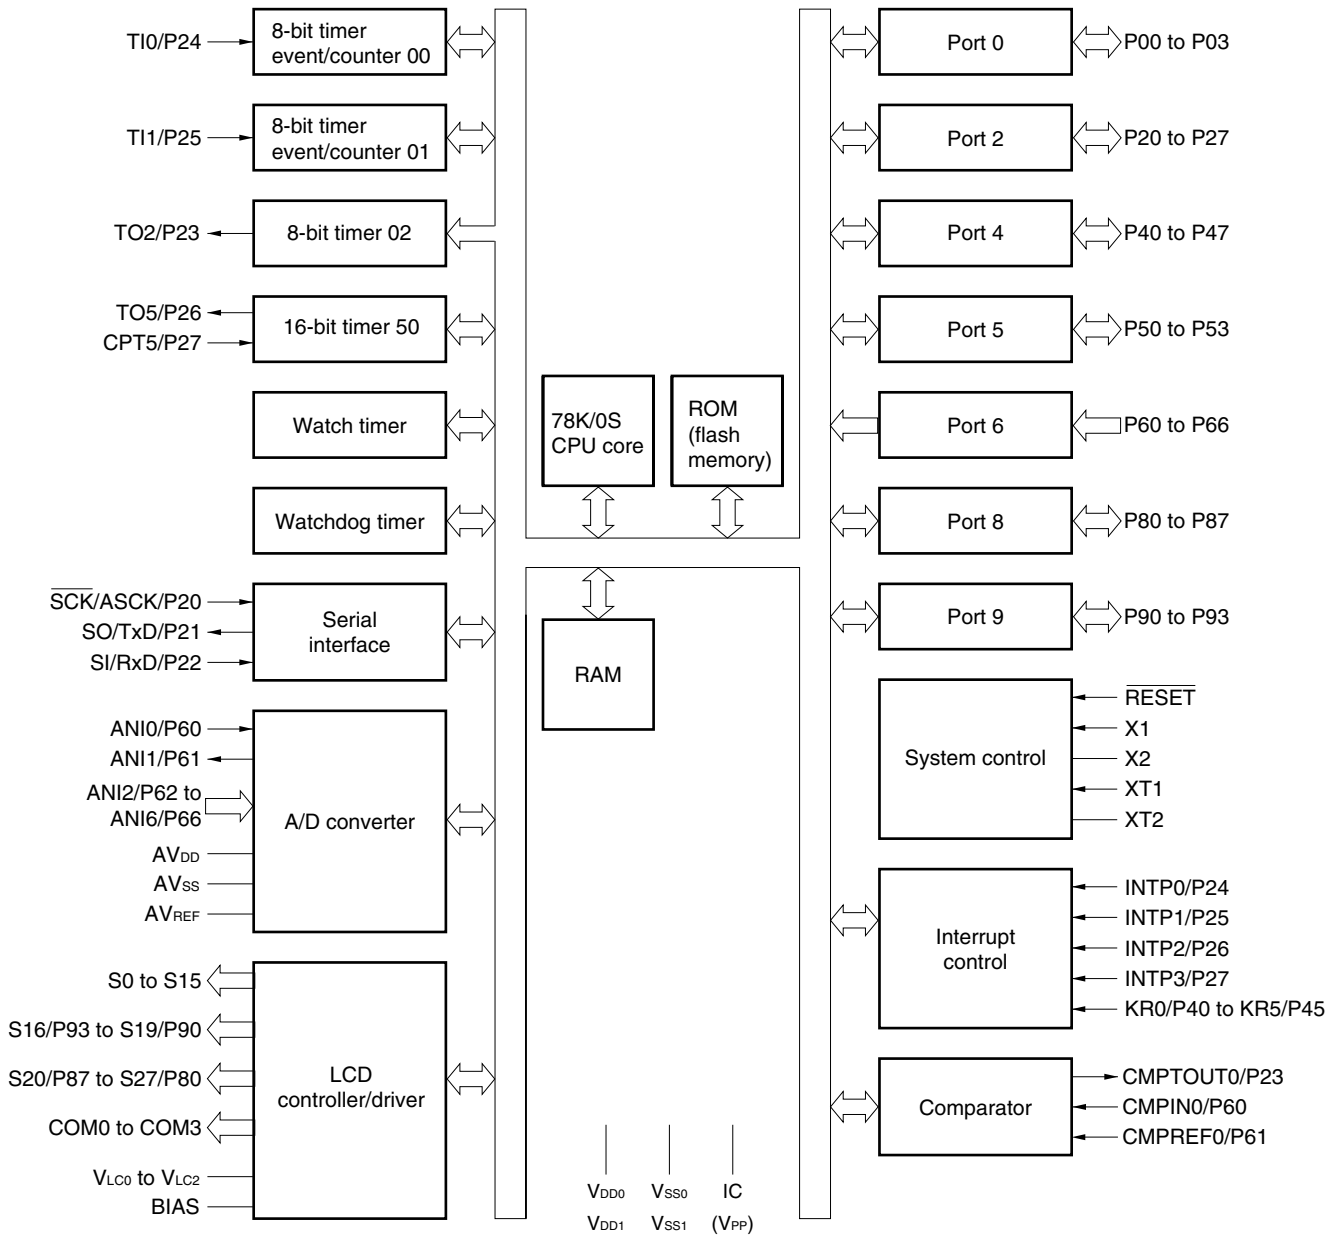 TI0/P24
8-bit timer
event/counter 00
TI1/P25
8-bit timer
event/counter 01
TO2/P23
8-bit timer 02
TO5/P26
CPT5/P27
16-bit timer 50
Watch timer
Watchdog timer
SCK/ASCK/P20
SO/TxD/P21
SI/RxD/P22
Serial
interface
ANI0/P60
ANI1/P61
ANI2/P62 to
ANI6/P66
AVDD
AVSS
AVREF
A/D converter
S0 to S15
S16/P93 to S19/P90
S20/P87 to S27/P80
COM0 to COM3
VLC0 to VLC2
BIAS
LCD
controller/driver
78K/0S
CPU core
ROM
(flash
memory)
RAM
VDD0
VDD1
VSS0
VSS1
IC
(VPP)
Port 0
P00 to P03
Port 2
P20 to P27
Port 4
P40 to P47
Port 5
P50 to P53
Port 6
P60 to P66
Port 8
P80 to P87
Port 9
P90 to P93
System control
RESET
X1
X2
XT1
XT2
Interrupt
control
INTP0/P24
INTP1/P25
INTP2/P26
INTP3/P27
KR0/P40 to KR5/P45
Comparator
CMPTOUT0/P23
CMPIN0/P60
CMPREF0/P61